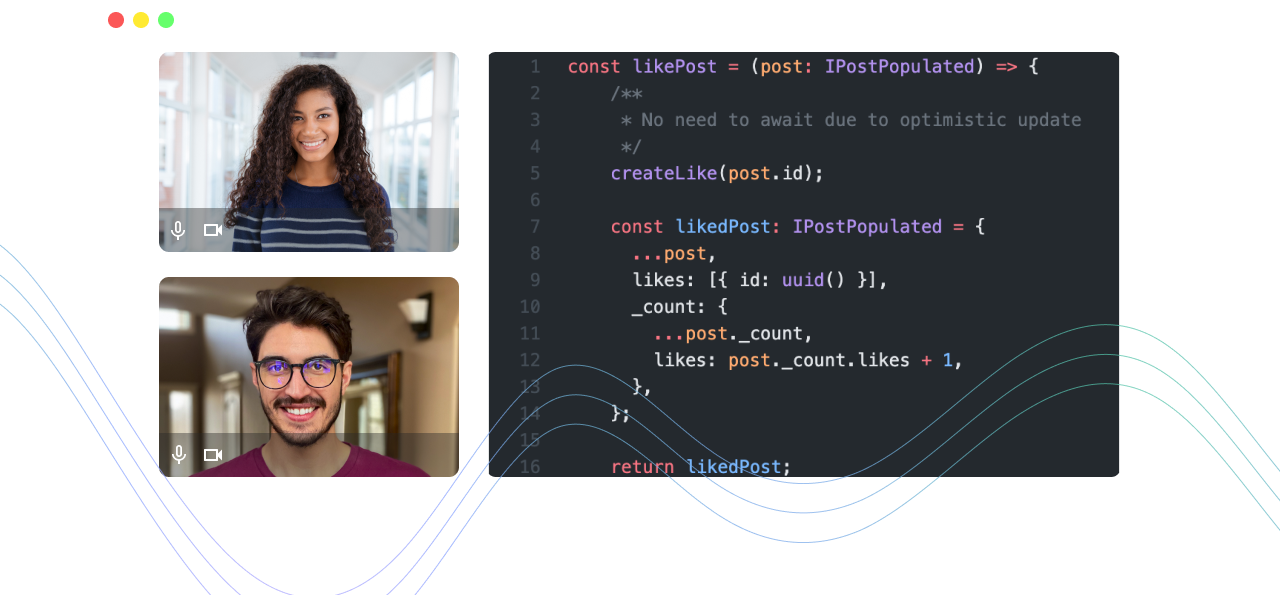 1 const likePost = (post: IPostPopulated) => {
2 /**
3 * No need to await due to optimistic update
4 */
5 createLike(post.id);
6
7 const likedPost: IPostPopulated = {
8 ...post,
9 likes: [{ id: uuid() }],
10 _count: {
11 ...post._count,
12 likes: post._count.likes + 1,
13 },
14 };
15
16 return likedPost;